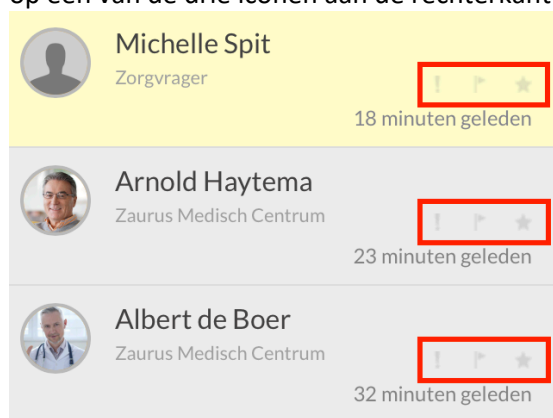 op een van de drie iconen aan de rechterkant
Michelle Spit
Zorgvrager
18 minuten geleden
Arnold Haytema
Zaurus Medisch Centrum
23 minuten geleden
Albert de Boer
Zaurus Medisch Centrum
32 minuten geleden